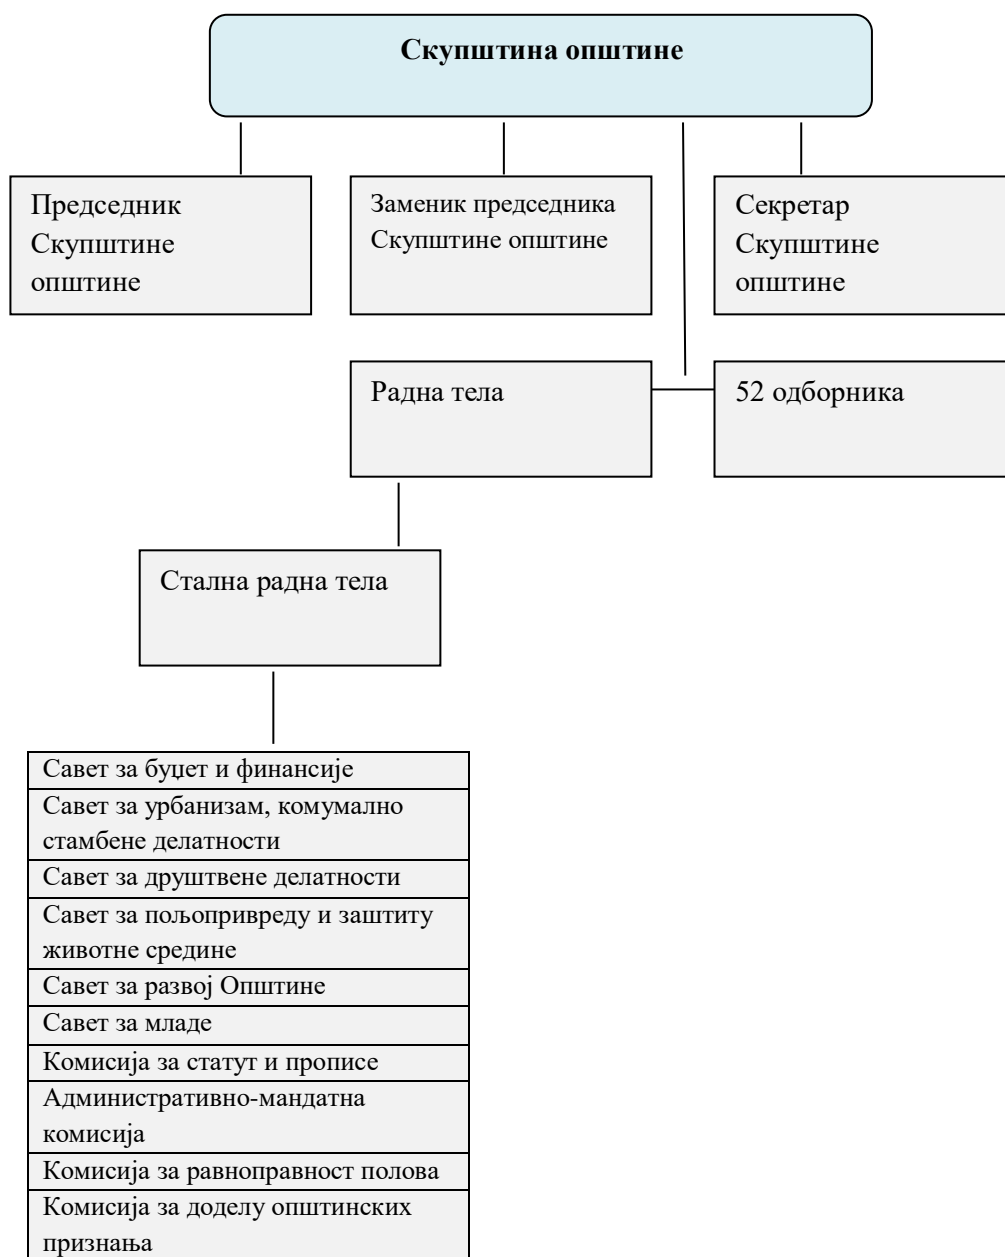 Скупштина општине
Председник
Скупштине
општине
Заменик председника
Скупштине општине
Секретар
Скупштине
општине
Радна тела
52 одборника
Стална радна тела
Савет за буџет и финансије
Савет за урбанизам, комумално
стамбене делатности
Савет за друштвене делатности
Савет за пољопривреду и заштиту
животне средине
Савет за развој Општине
Савет за младе
Комисија за статут и прописе
Административно-мандатна
комисија
Комисија за равноправност полова
Комисија за доделу општинских
признања